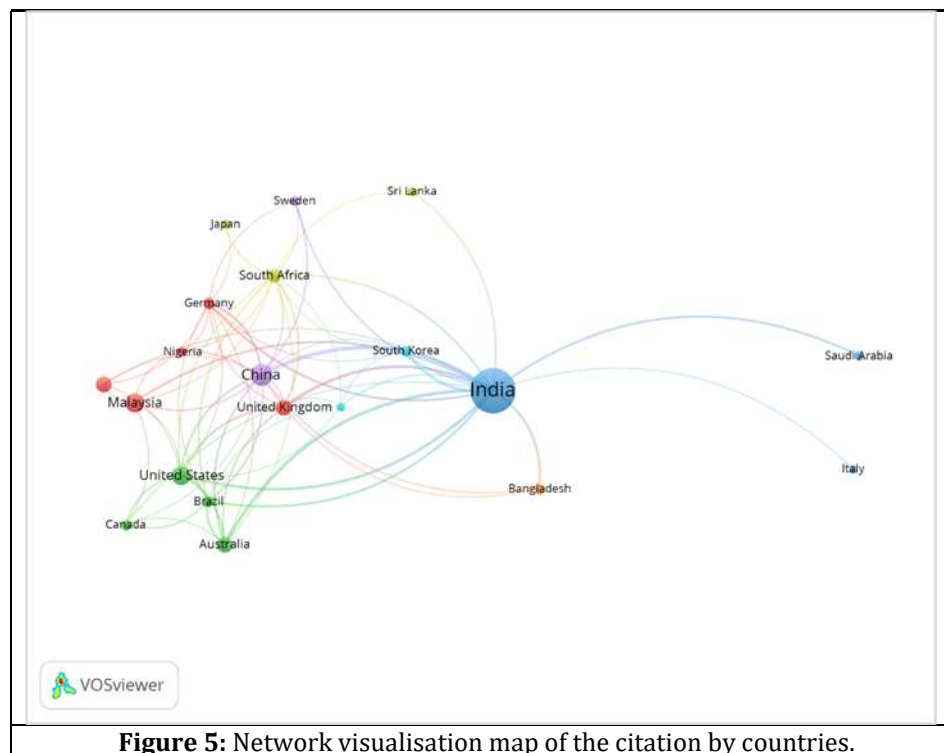 Sweden
Sri Lanka
Japan
South Africa
Germany
Nigeria
South Korea
Saudi Arabia
China
India
Malaysia
United Kingdom
Italy
United States
Bangladesh
Brazil
Canada
Australia
VOSviewer
Figure 5: Network visualisation map of the citation by countries.